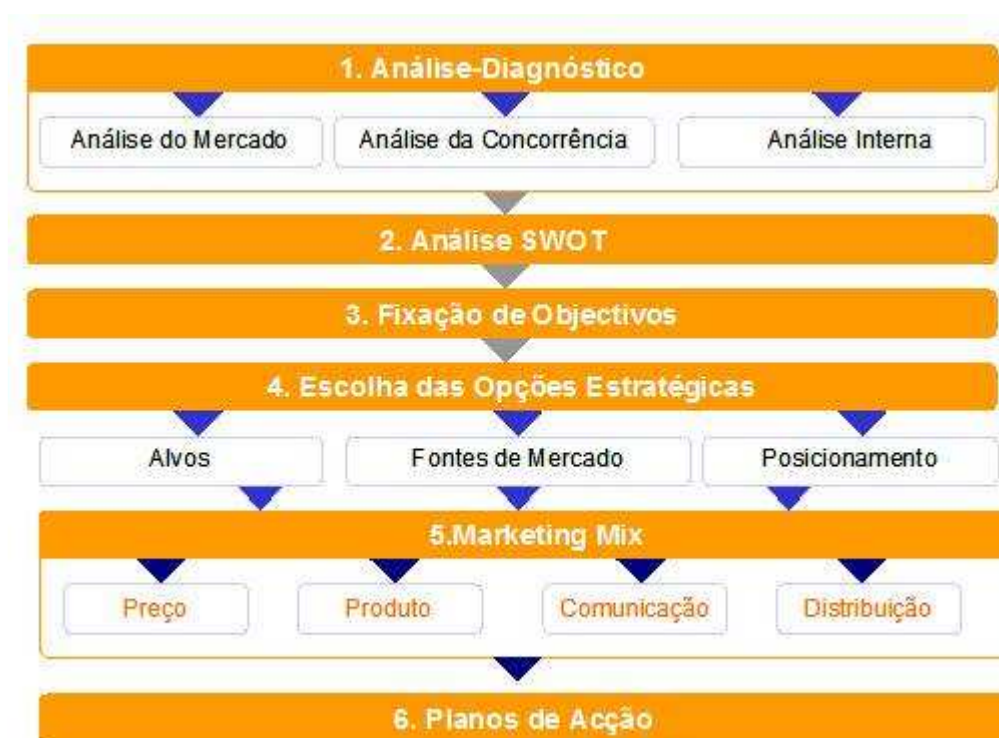 1. Análise-Diagnóstico
Análise do Mercado
Análise da Concorrência
Análise Interna
2. Análise SWOT
3. Fixação de Objectivos
4. Escolha das Opções Estratégicas
Alvos
Fontes de Mercado
Posicionamento
5.Marketing Mix
Preço
Produto
Comunicação
Distribuição
6. Planos de Acção